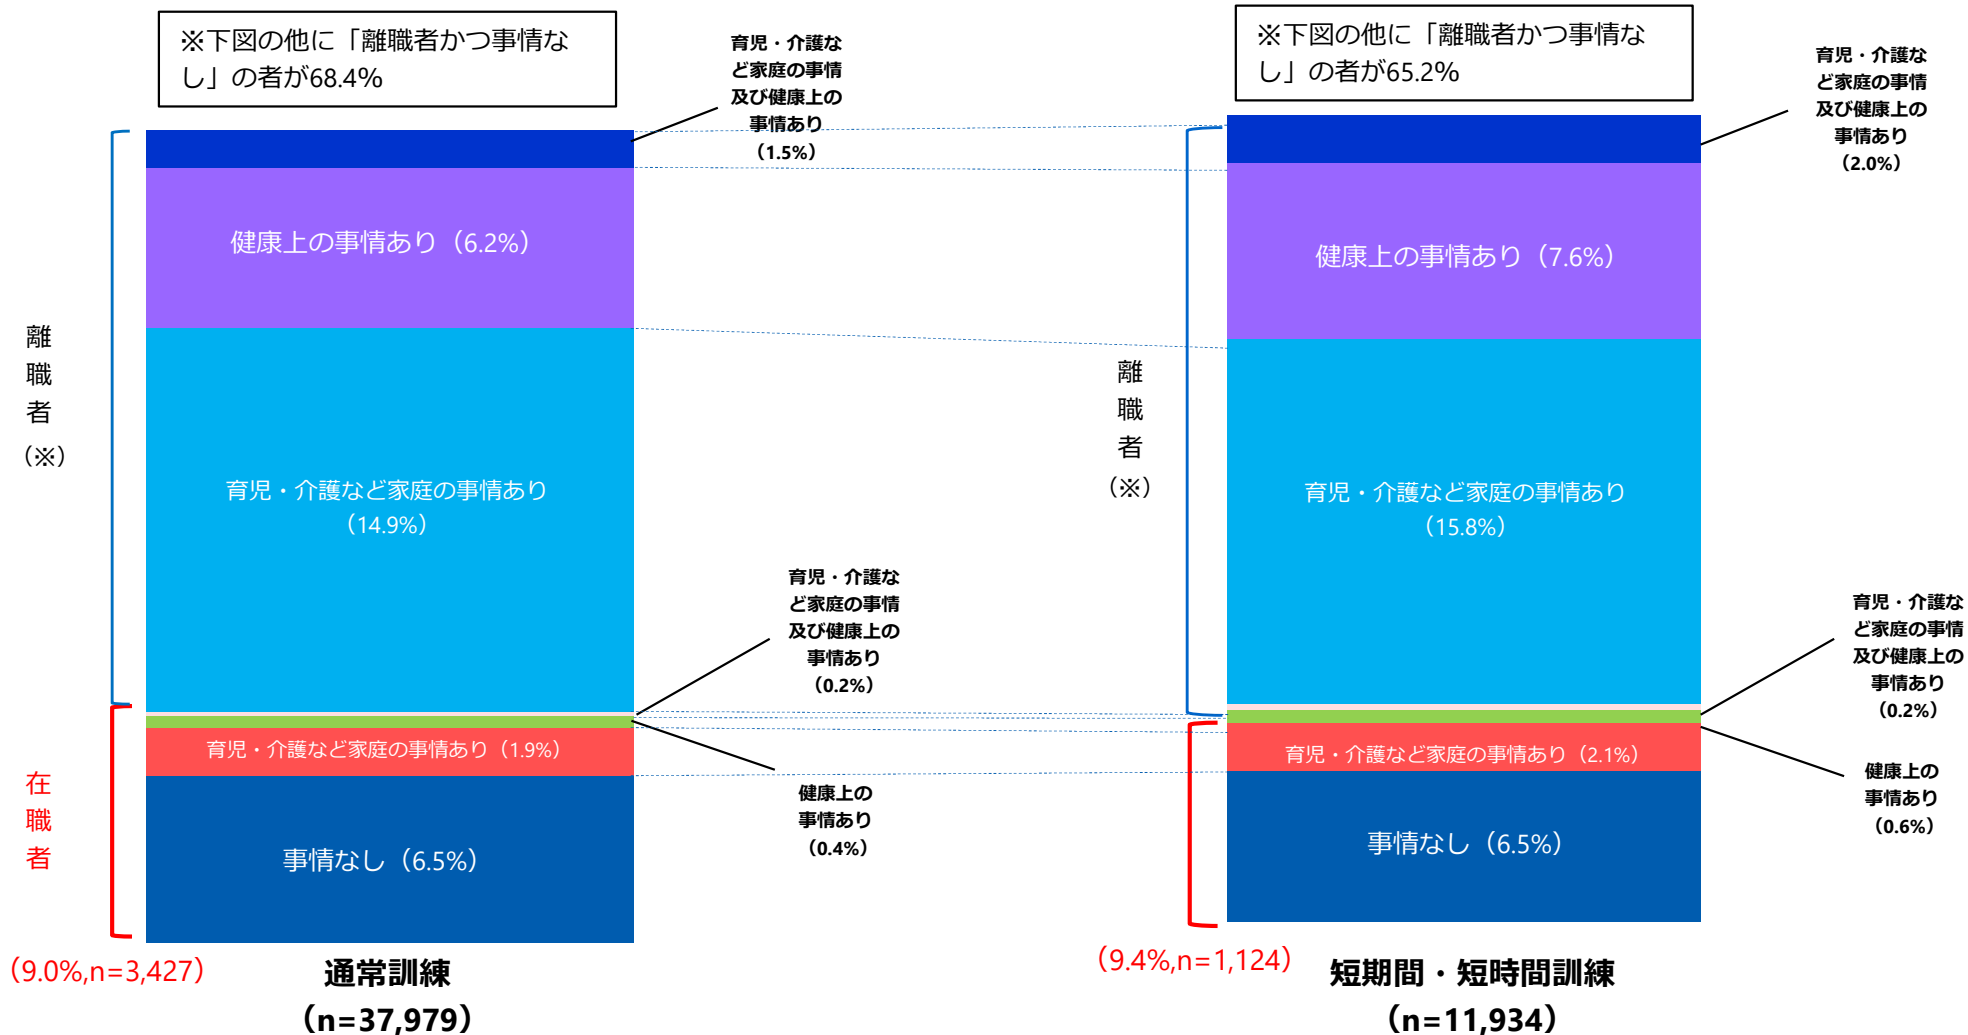 ※下図の他に「離職者かつ事情な
し」の者が68.4%
育児・介護な
ど家庭の事情
及び健康上の
事情あり
（1.5%）
健康上の事情あり（6.2%）
育児・介護など家庭の事情あり
（14.9%）
離
職
者
（※）
育児・介護な
ど家庭の事情
及び健康上の
事情あり
（0.2%）
育児・介護など家庭の事情あり（1.9%）
健康上の
事情あり
（0.4%）
在
職
者
事情なし（6.5%）
（9.0%,n=3,427）
通常訓練
（n=37,979）
※下図の他に「離職者かつ事情な
し」の者が65.2%
育児・介護な
ど家庭の事情
及び健康上の
事情あり
（2.0%）
健康上の事情あり（7.6%）
離
職
者
（※）
育児・介護など家庭の事情あり
（15.8%）
育児・介護な
ど家庭の事情
及び健康上の
事情あり
（0.2%）
育児・介護など家庭の事情あり（2.1%）
健康上の
事情あり
（0.6%）
事情なし（6.5%）
（9.4%,n=1,124）
短期間・短時間訓練
（n=11,934）